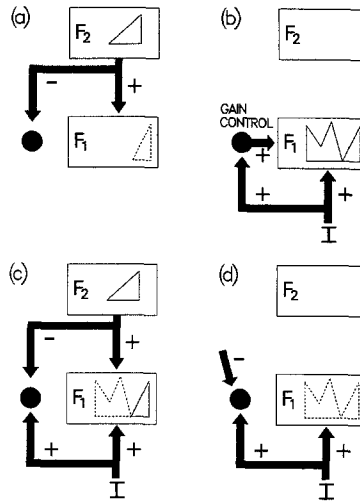 (a)
F2
-
+
F1
(b)
F2
GAIN
CONTROL
+
F1
+
+
I
(c)
F2
-
+
F1
+
+
I
(d)
F2
-
F1
+
+
I